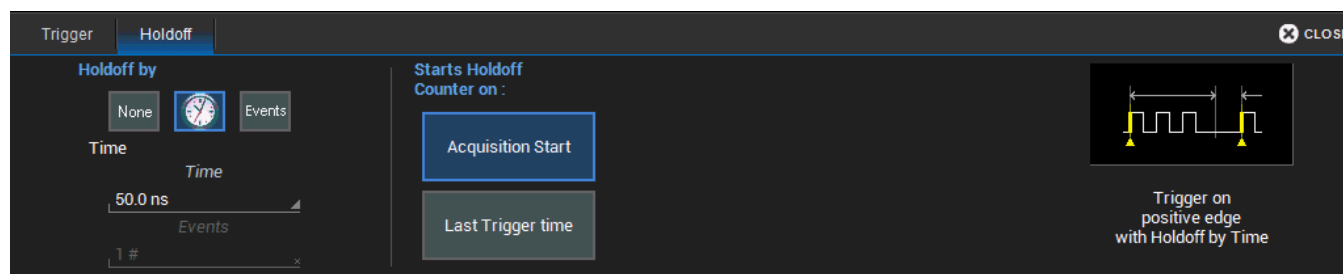 Trigger
Holdoff
Holdoff by
None
Events
Time
Time
50.0 ns
Events
1 #
Starts Holdoff
Counter on :
Acquisition Start
Last Trigger time
CLOSE
Trigger on
positive edge
with Holdoff by Time